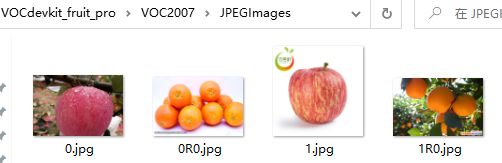 VOCdevkit_fruit_pro > VOC2007 > JPEGImages
在 JPEGI
0.jpg
0R0.jpg
1.jpg
1R0.jpg